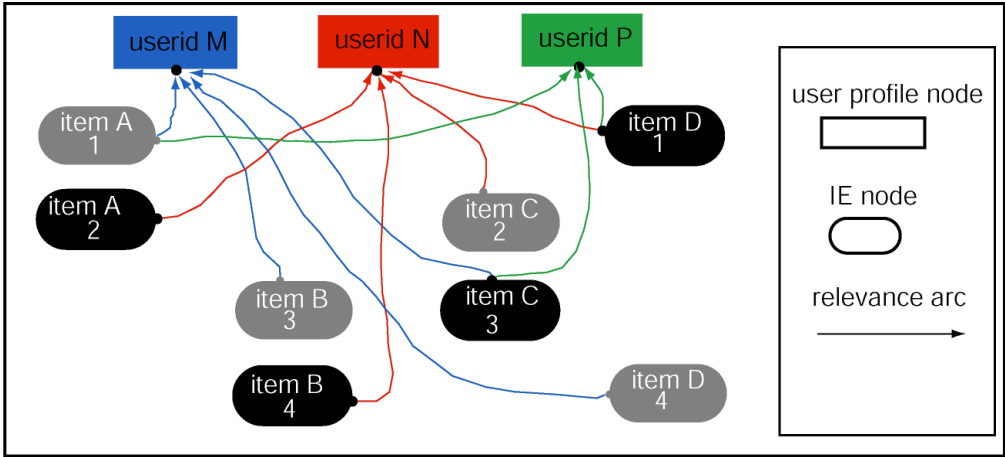 userid M
userid N
userid P
item A
1
item D
1
item A
2
item C
2
item B
3
item C
3
item B
4
item D
4
user profile node
IE node
relevance arc